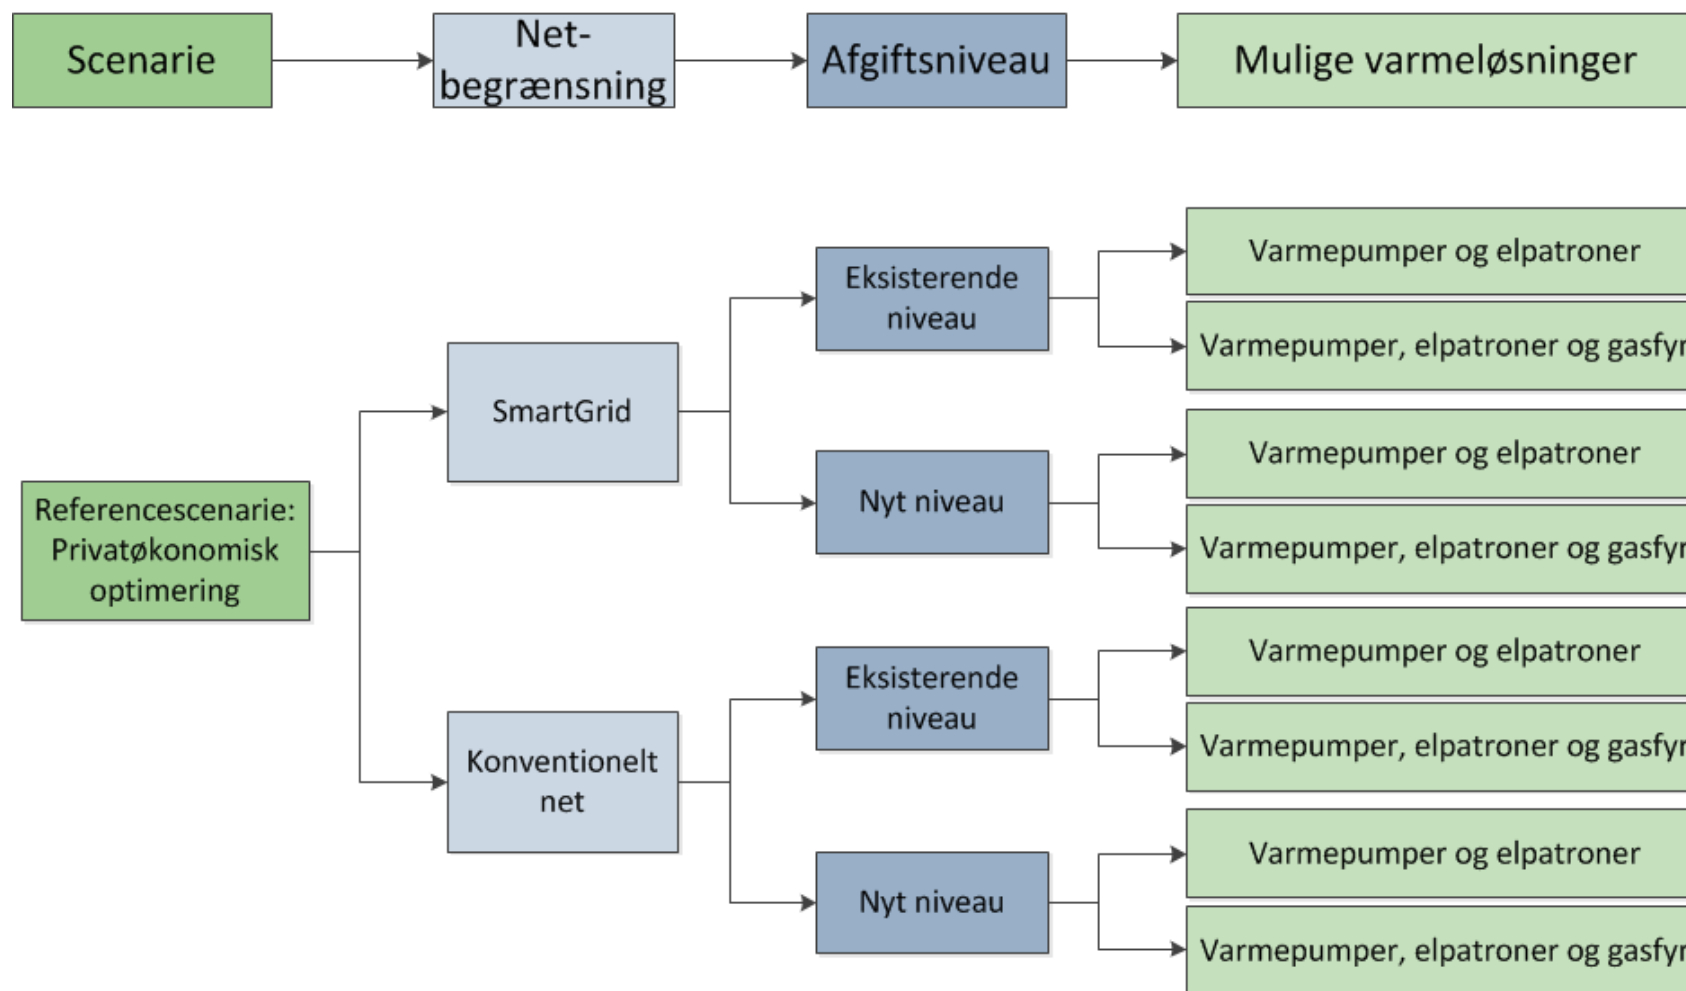 Scenarie
Net-
begrænsning
Afgiftsniveau
Mulige varmeløsninger
Referencescenarie:
Privatøkonomisk
optimering
SmartGrid
Konventionelt
net
Eksisterende
niveau
Nyt niveau
Eksisterende
niveau
Nyt niveau
Varmepumper og elpatroner
Varmepumper, elpatroner og gasfyr
Varmepumper og elpatroner
Varmepumper, elpatroner og gasfyr
Varmepumper og elpatroner
Varmepumper, elpatroner og gasfyr
Varmepumper og elpatroner
Varmepumper, elpatroner og gasfyr